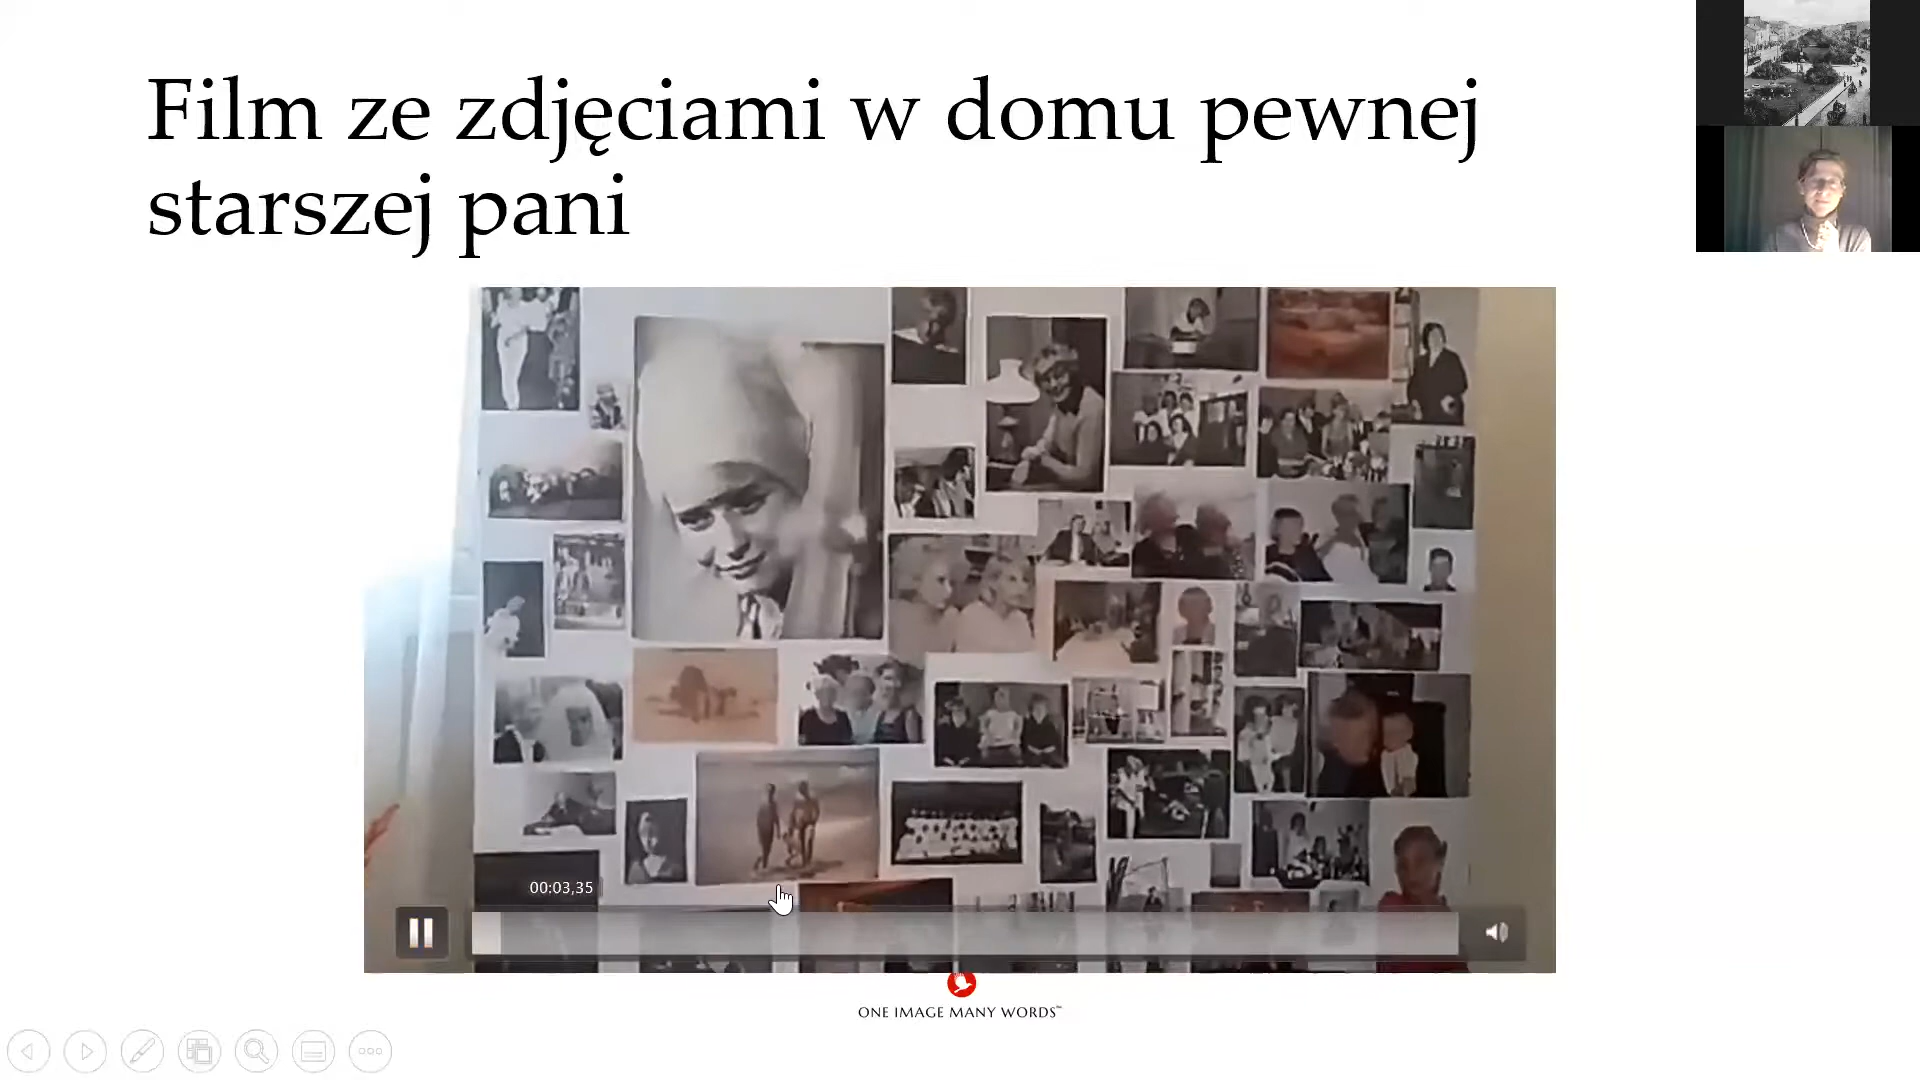 Film ze zdjęciami w domu pewnej
starszej pani
00:03,35
ONE IMAGE MANY WORDS™